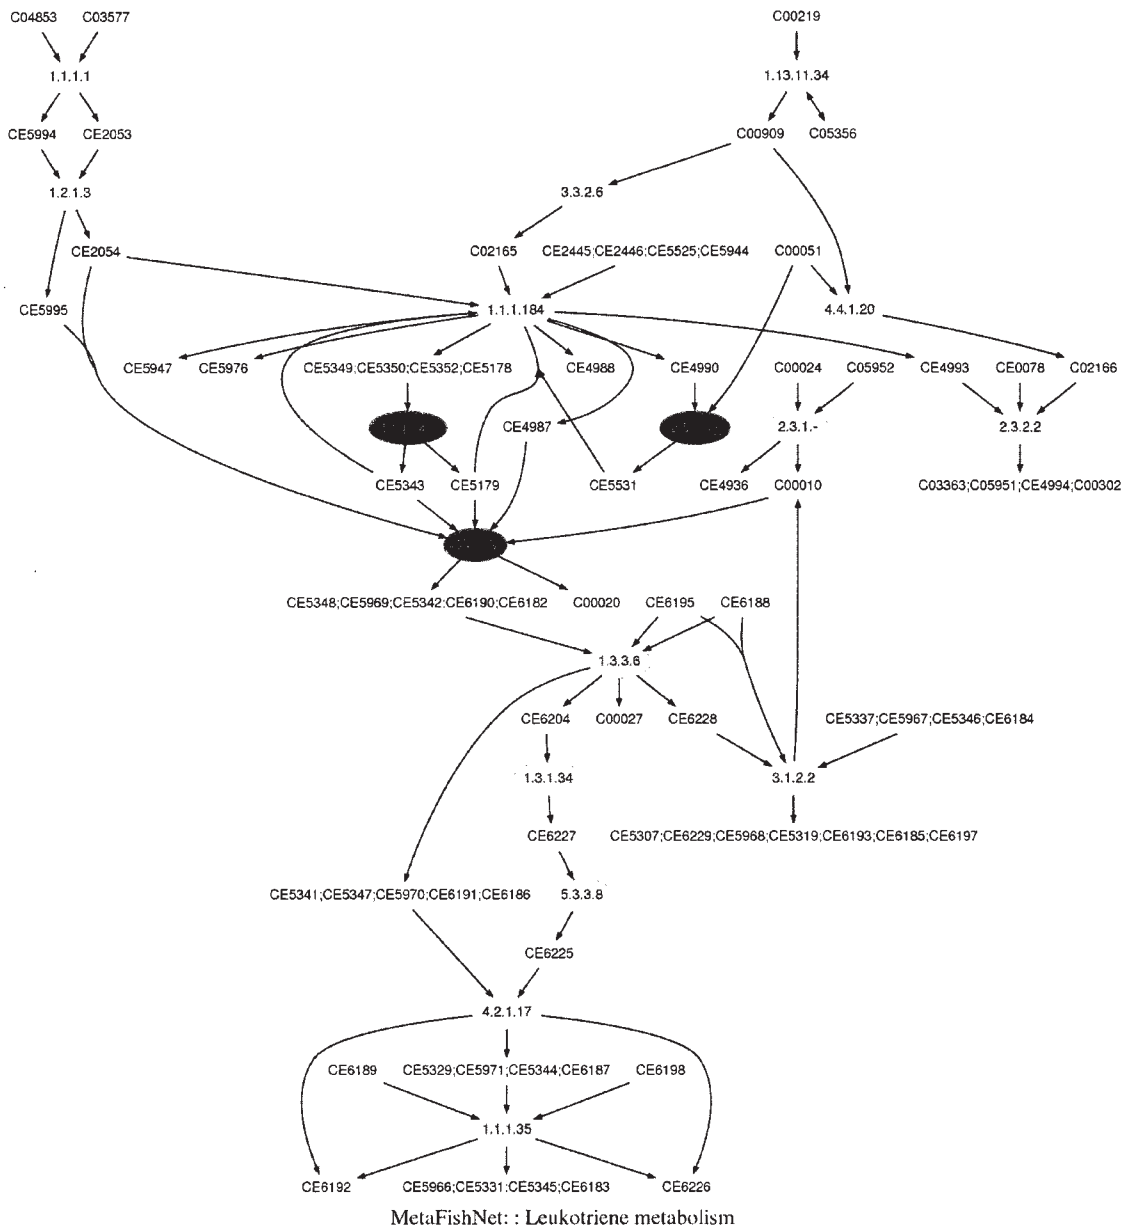 C04853 C03577 C00219
1.1.1.1 1.13.11.34
CE5994 CE2053 C00909 C05356
1.2.1.3 3.3.2.6
CE2054 C02165 CE2445;CE2446;CE5525;CE5944 C00051
CE5995 1.1.1.184 4.4.1.20
CE5947 CE5976 CE5349;CE5350;CE5352;CE5178 CE4988 CE4990 C00024 C05952 CE4993 CE0078 C02166
CE4987 2.3.1.- 2.3.2.2
CE5343 CE5179 CE5531 CE4936 C00010 C03363;C05951;CE4994;C00302
CE5348;CE5969;CE5342:CE6190;CE6182 C00020 CE6195 CE6188
1.3.3.6
CE6204 C00027 CE6228 CE5337;CE5967;CE5346;CE6184
1.3.1.34 3.1.2.2
CE6227 CE5307;CE6229;CE5968;CE5319;CE6193;CE6185;CE6197
CE5341;CE5347;CE5970;CE6191;CE6186 5.3.3.8
CE6225
4.2.1.17
CE6189 CE5329;CE5971;CE5344;CE6187 CE6198
1.1.1.35
CE6192 CE5966;CE5331:CE5345;CE6183 CE6226
MetaFishNet: : Leukotriene metabolism